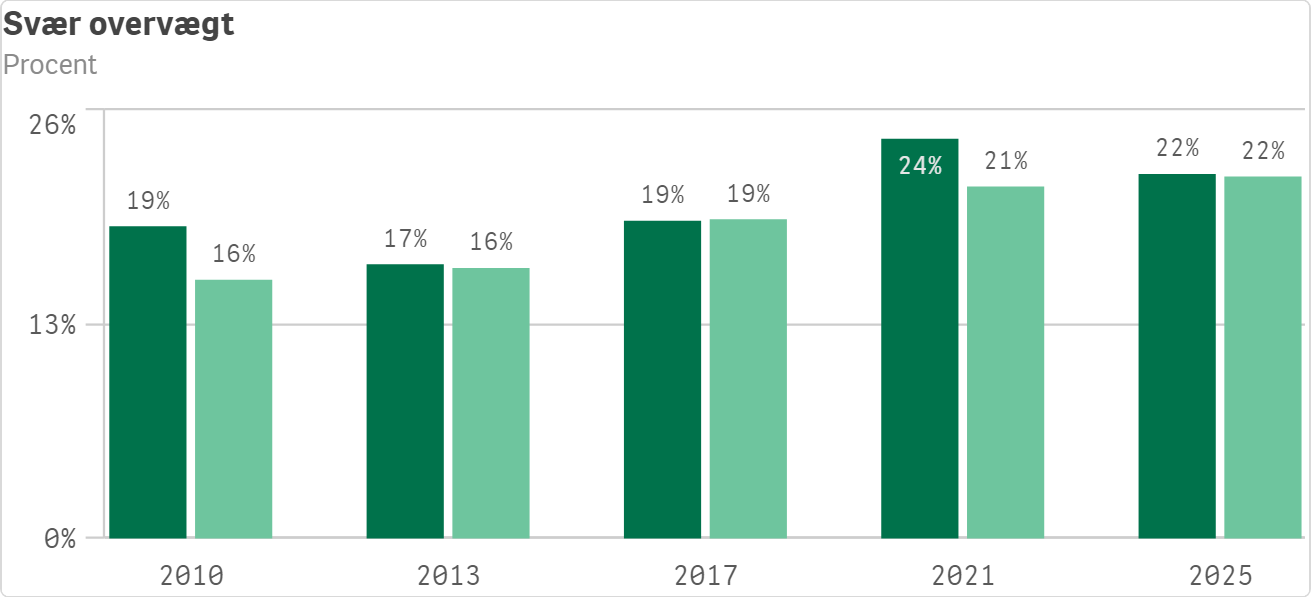 Svær overvægt
Procent
26%
13%
0%
19% 16% 17% 16% 19% 19% 24% 21% 22% 22%
2010 2013 2017 2021 2025